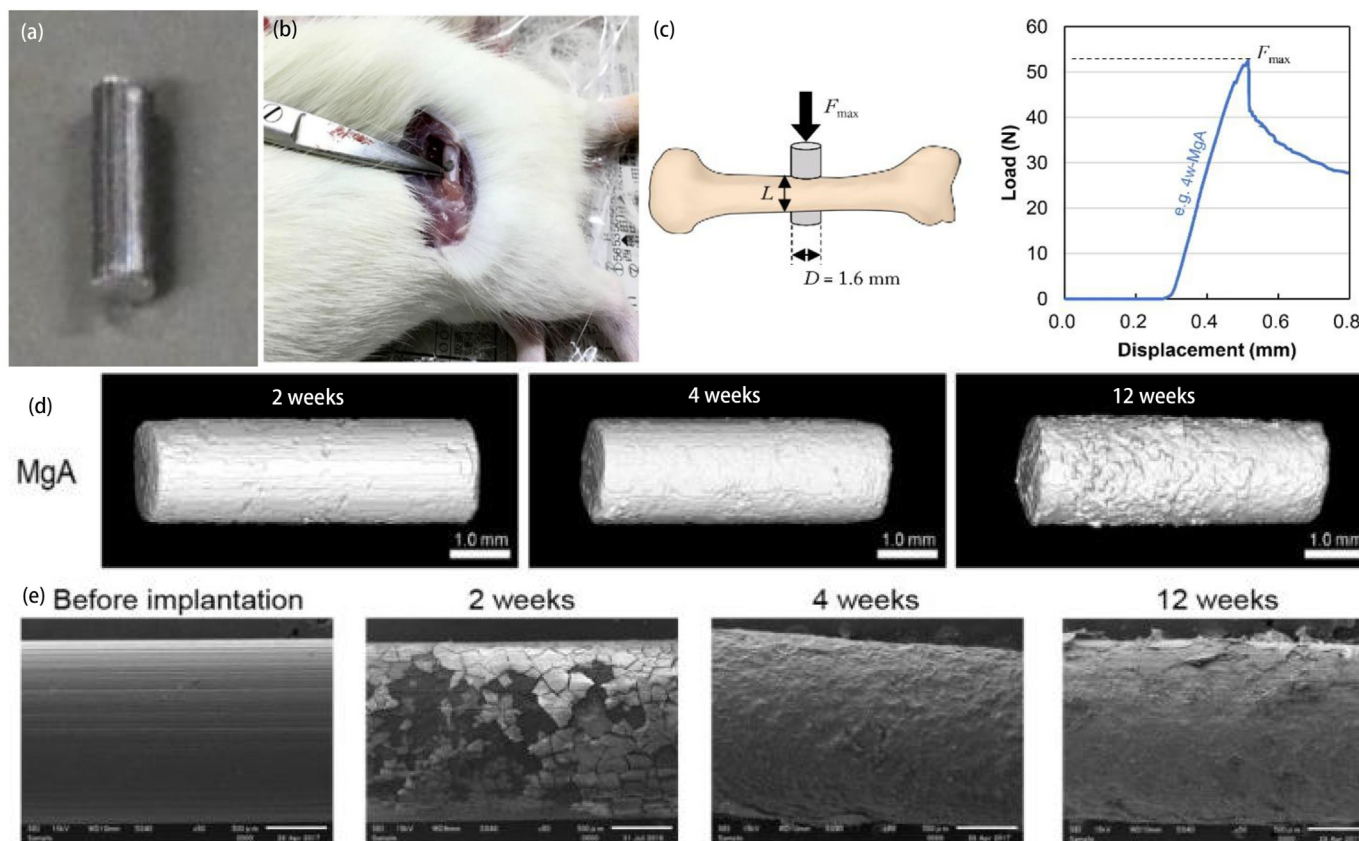 (a)
(b)
(c)
F max
L
D = 1.6 mm
60
50
40
30
20
10
0
Load (N)
F max
e.g. 4w-MgA
0.0 0.2 0.4 0.6 0.8
Displacement (mm)
(d)
MgA
2 weeks
4 weeks
12 weeks
1.0 mm
1.0 mm
1.0 mm
(e)
Before implantation
2 weeks
4 weeks
12 weeks